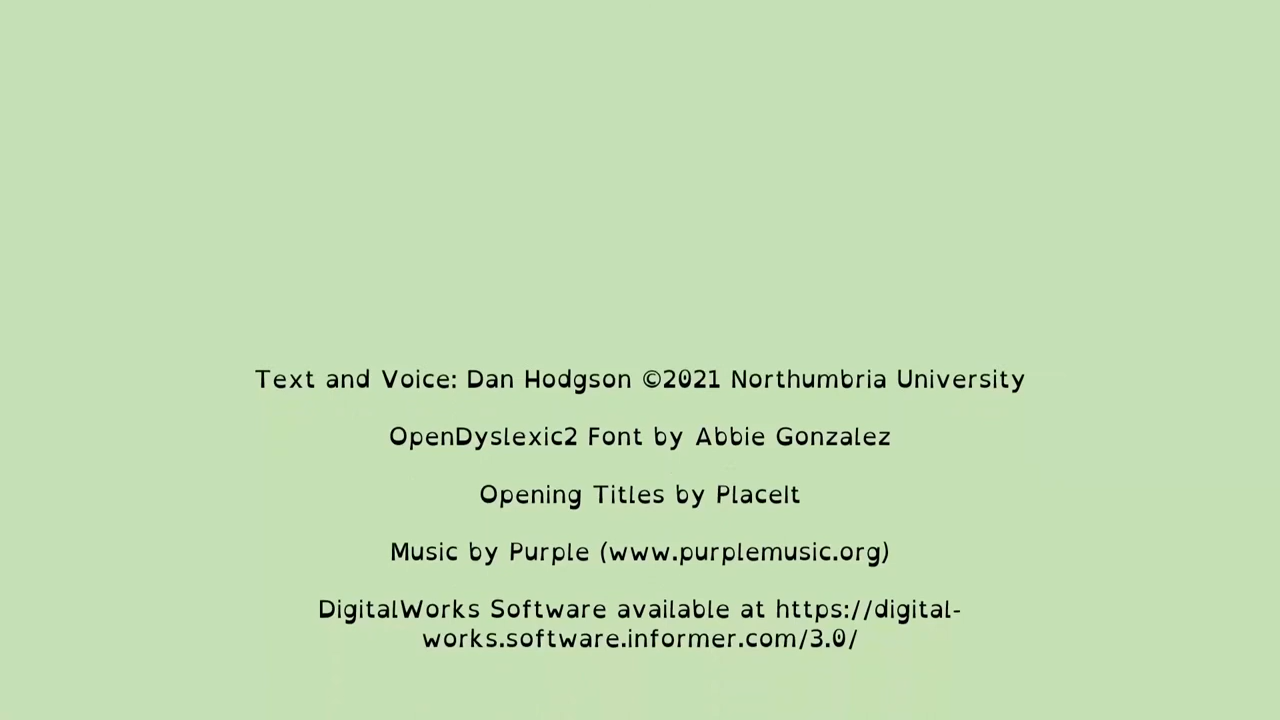 Text and Voice: Dan Hodgson ©2021 Northumbria University
OpenDyslexic2 Font by Abbie Gonzalez
Opening Titles by PlaceIt
Music by Purple (www.purplemusic.org)
DigitalWorks Software available at https://digital-
works.software.informer.com/3.0/